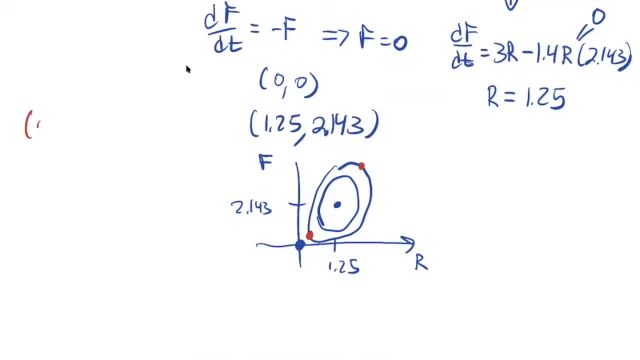 dF/dt = -F => F=0
0
dF/dt = 3R - 1.4R(2.143)
R = 1.25
(0,0)
(1.25, 2.143)
(
F
2.143
1.25
R